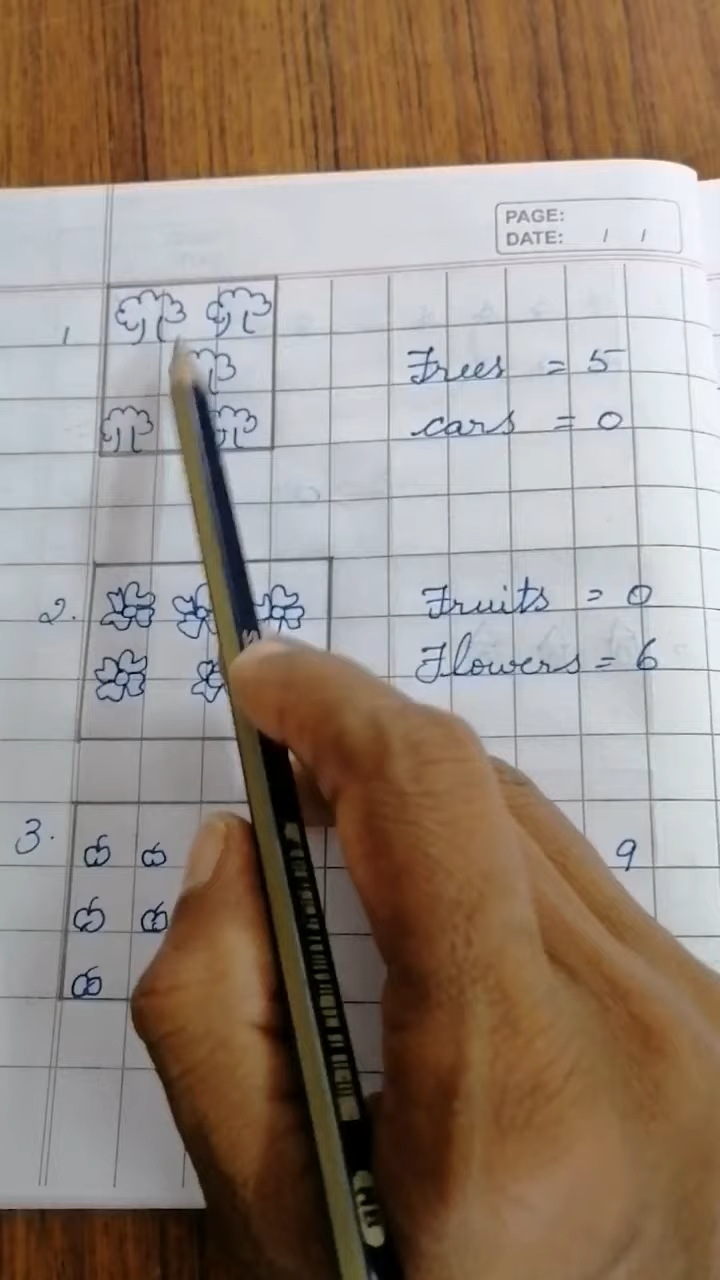 PAGE:
DATE: / /
1
Trees = 5
cars = 0
2.
Fruits = 0
Flowers = 6
3.
9